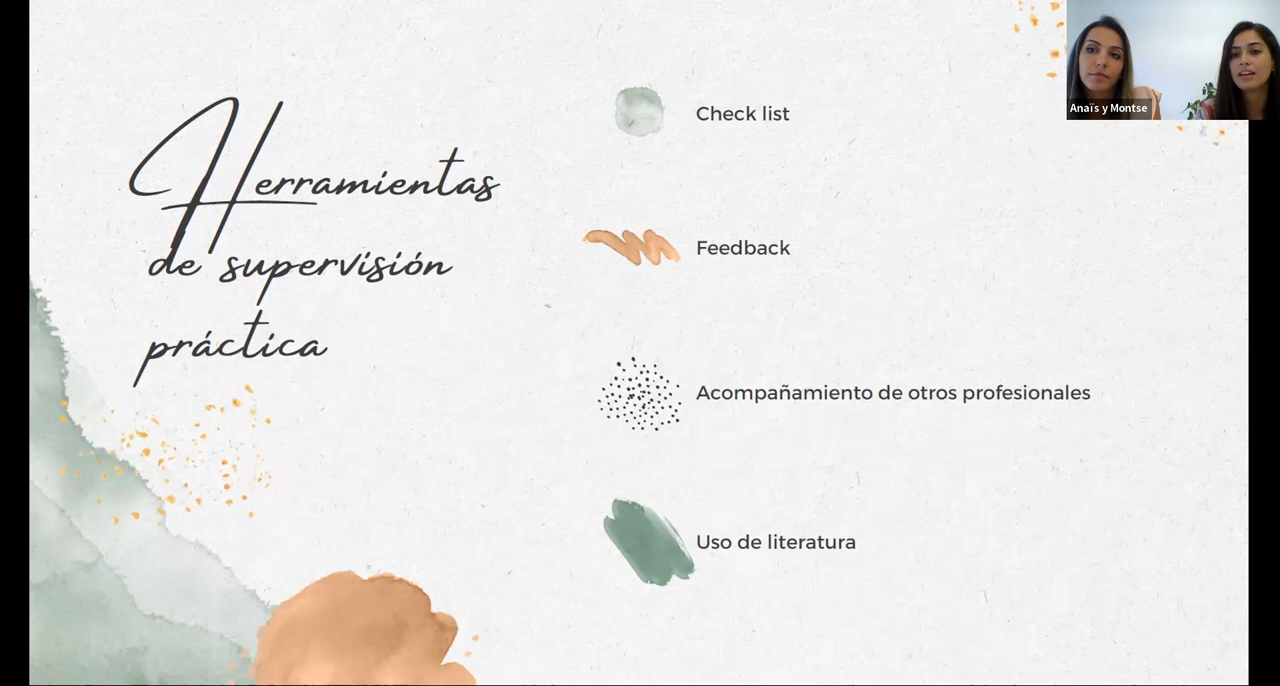 Herramientas
de supervisión
práctica
Check list
Feedback
Acompañamiento de otros profesionales
Uso de literatura
Anaïs y Montse